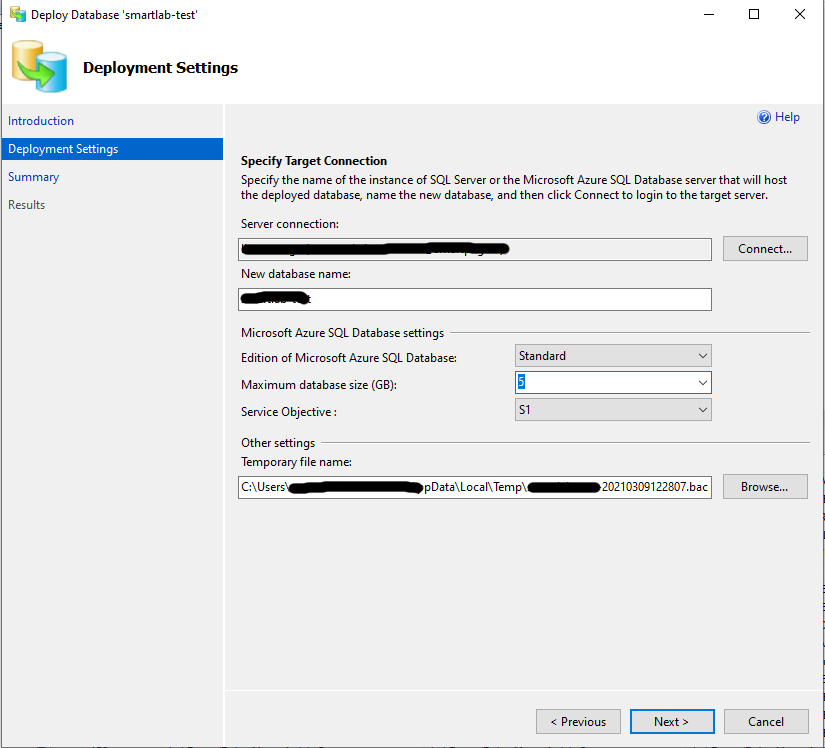 Deploy Database 'smartlab-test'
Deployment Settings
Introduction
Help
Deployment Settings
Specify Target Connection
Summary
Specify the name of the instance of SQL Server or the Microsoft Azure SQL Database server that will host
Results
the deployed database, name the new database, and then click Connect to login to the target server.
Server connection:
Connect...
New database name:
Microsoft Azure SQL Database settings
Edition of Microsoft Azure SQL Database:
Standard
Maximum database size (GB):
5
Service Objective :
S1
Other settings
Temporary file name:
C:\Users\ pData\Local\Temp\ 20210309122807.bac
Browse...
< Previous
Next >
Cancel